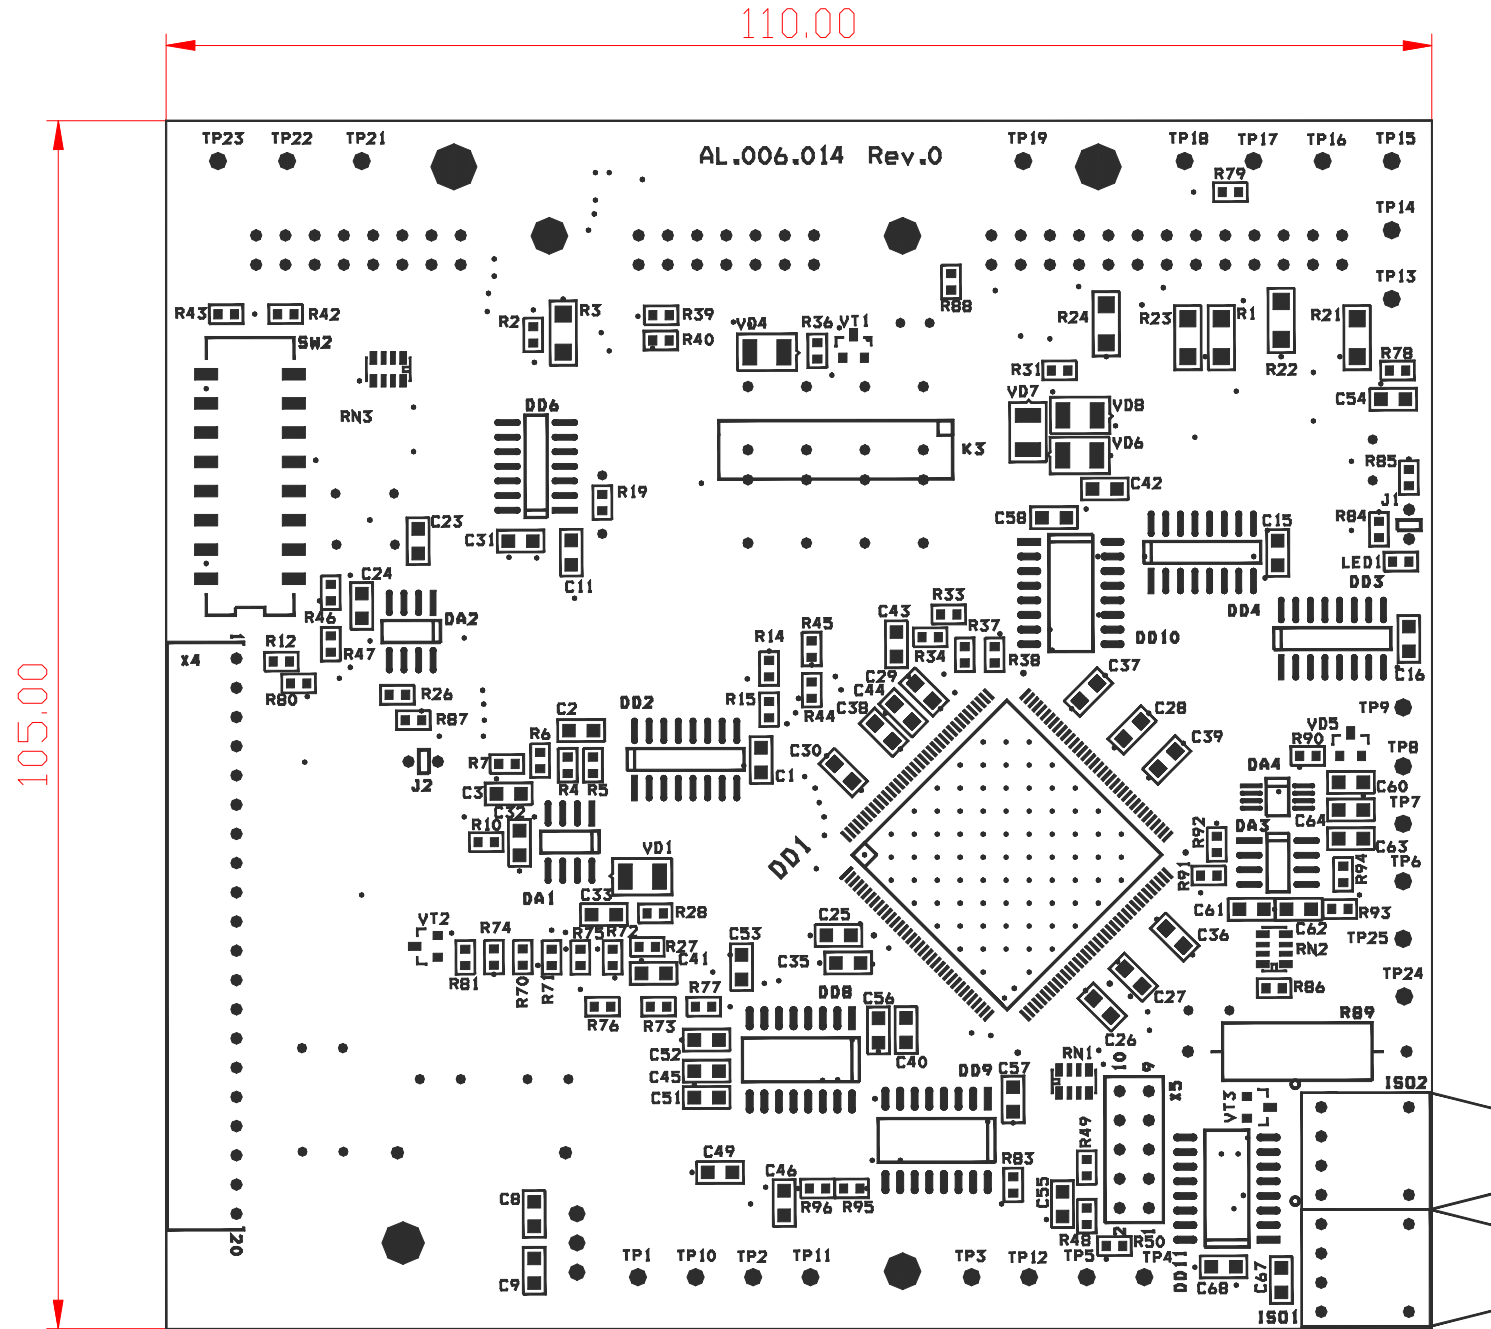 110.00
TP23 TP22 TP21 AL.006.014 Rev.0 TP19 TP18 TP17 TP16 TP15
R79
TP14
TP13
R88
R43 R42 R2 R3 R39 VD4 R36 VT1 R24 R23 R1 R21
R40
SW2
R31 R22 R78
RN3 VD7 VD8 C54
DD6
K3 VD6
R85
C42
R19 J1
C23 C58 C15 R84
C31
LED1
C24 C11 DD3
R46 DA2 C43 R33 DD4
R45 R37 DD10
1 R12 R14
X4 R47 R34 R38
C37 C16
R80 R26 R15 C29
R87 C2 DD2 R44 C44 C28 TP9
C38
R6 C30 C39 R90 VD5 TP8
R7 DA4
J2 R4 R5 C1 C60
C3 TP7
C32 C64
R10 R92 DA3
DD1 C63
VD1 R91 R94 TP6
DA1
C33 R28 C61 C62 R93
VT2 R74 R75 R72 C25 C36 TP25
R27 C53 RN2
C35
R81 R70 R71 C41 TP24
R77 DD8 C27 R86
C56
R76 R73 C26 R89
C52 C40 RN1 10 9
C45 DD9 C57 X5 ISO2
C51 VT3
R49
C49 C46 R83
C55
C8 R96 R95
R48 2 1 R50
20
TP1 TP10 TP2 TP11 TP3 TP12 TP5 TP4
C9 DD11 C68 C67
ISO1
105.00